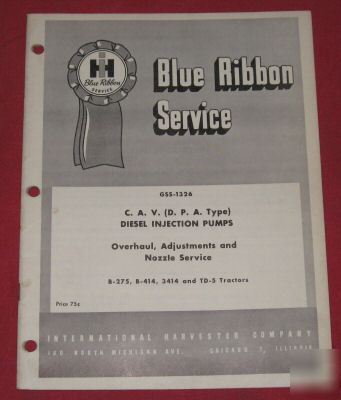 IH
Blue Ribbon
SERVICE
Blue Ribbon
Service
GSS-1326
C. A. V. (D. P. A. Type)
DIESEL INJECTION PUMPS
Overhaul, Adjustments and
Nozzle Service
B-275, B-414, 3414 and TD-5 Tractors
Price 75c
INTERNATIONAL HARVESTER COMPANY
180 NORTH MICHIGAN AVE. CHICAGO 1, ILLINOIS